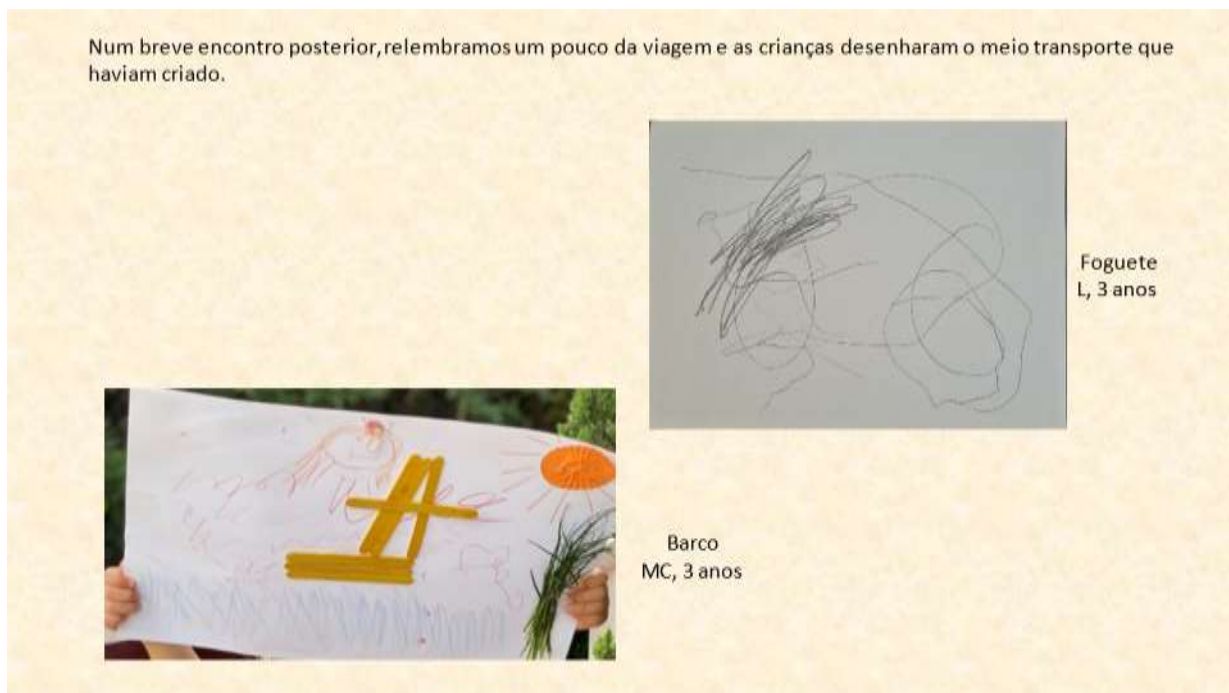 Num breve encontro posterior, relembramos um pouco da viagem e as crianças desenharam o meio transporte que
haviam criado.
Foguete
L, 3 anos
Barco
MC, 3 anos